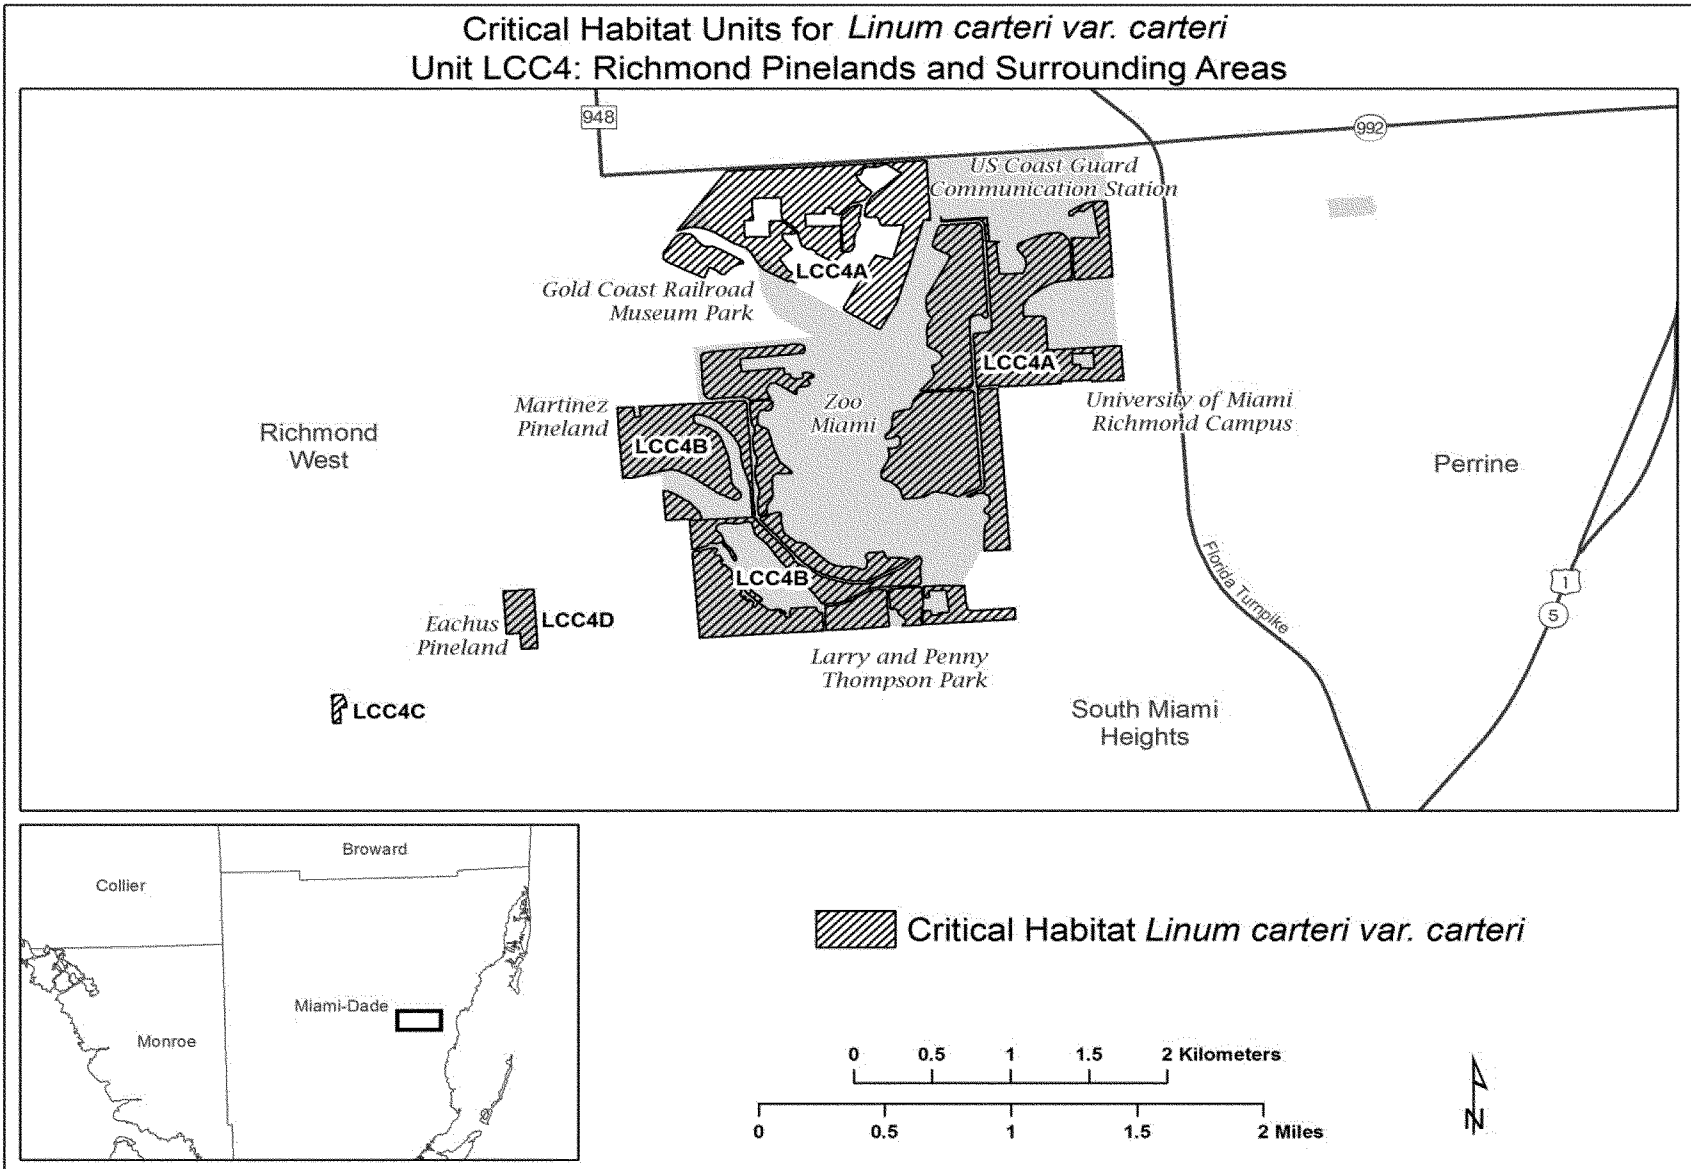 Critical Habitat Units for Linum carteri var. carteri
Unit LCC4: Richmond Pinelands and Surrounding Areas
948
992
US Coast Guard
Communication Station
LCC4A
Gold Coast Railroad
Museum Park
LCC4A
Martinez
Pineland
Zoo
Miami
University of Miami
Richmond Campus
Richmond
West
LCC4B
Perrine
Florida Turnpike
LCC4B
1
5
Eachus
Pineland
LCC4D
Larry and Penny
Thompson Park
LCC4C
South Miami
Heights
Broward
Collier
Miami-Dade
Monroe
Critical Habitat Linum carteri var. carteri
0 0.5 1 1.5 2 Kilometers
0 0.5 1 1.5 2 Miles
N